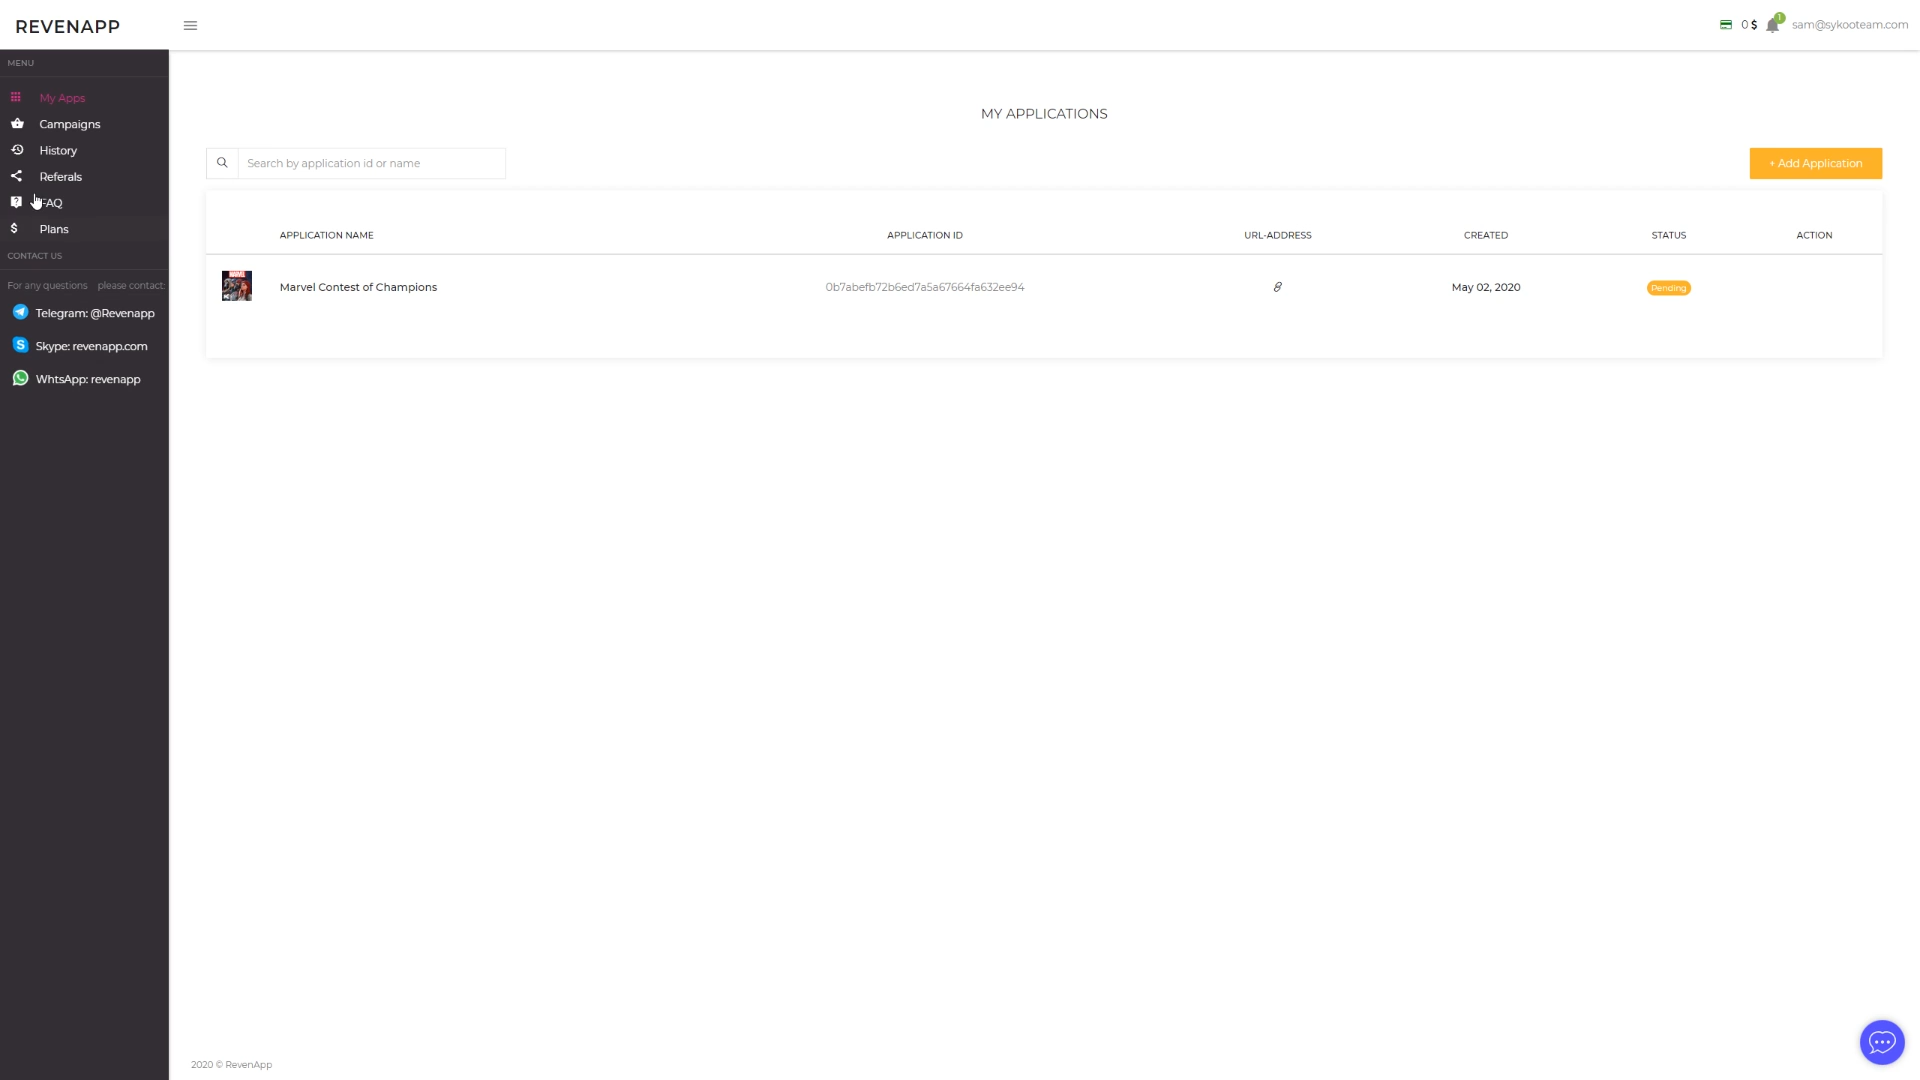 REVENAPP
0 $
1
sam@sykooteam.com
MENU
My Apps
Campaigns
History
Referals
FAQ
Plans
CONTACT US
For any questions please contact:
Telegram: @Revenapp
Skype: revenapp.com
WhtsApp: revenapp
MY APPLICATIONS
Search by application id or name
+ Add Application
APPLICATION NAME APPLICATION ID URL-ADDRESS CREATED STATUS ACTION
Marvel Contest of Champions 0b7abefb72b6ed7a5a67664fa632ee94 May 02, 2020 Pending
2020 © RevenApp